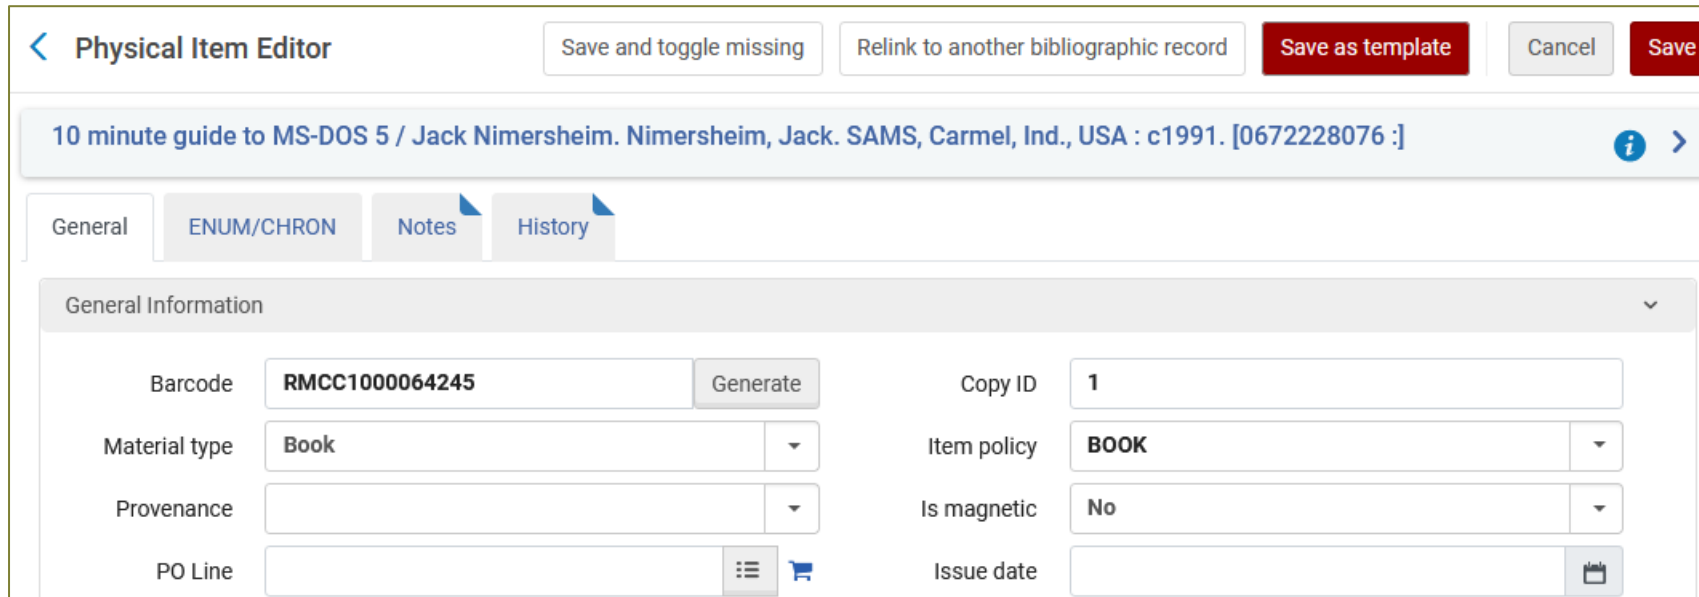 Physical Item Editor Save and toggle missing Relink to another bibliographic record Save as template Cancel Save
10 minute guide to MS-DOS 5 / Jack Nimersheim. Nimersheim, Jack. SAMS, Carmel, Ind., USA : c1991. [0672228076 :]
General ENUM/CHRON Notes History
General Information
Barcode RMCC1000064245 Generate Copy ID 1
Material type Book Item policy BOOK
Provenance Is magnetic No
PO Line Issue date